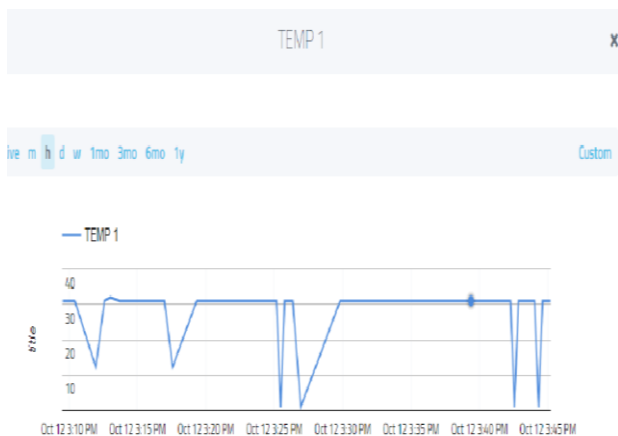 TEMP 1 x
ive m h d w 1mo 3mo 6mo 1y Custom
TEMP 1
40
30
20
10
title
Oct 12 3:10 PM Oct 12 3:15 PM Oct 12 3:20 PM Oct 12 3:25 PM Oct 12 3:30 PM Oct 12 3:35 PM Oct 12 3:40 PM Oct 12 3:45 PM